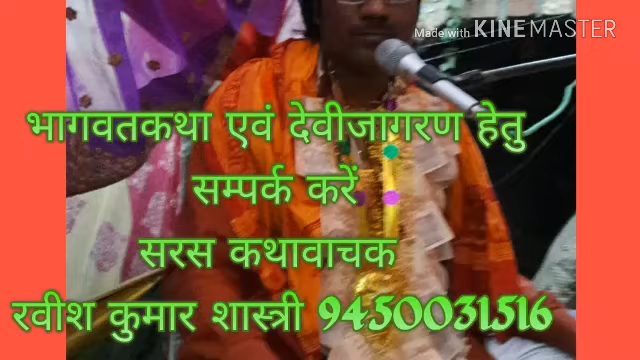 Made with KINEMASTER
भागवतकथा एवं देवीजागरण हेतु
सम्पर्क करें
सरस कथावाचक
रवीश कुमार शास्त्री 9450031516